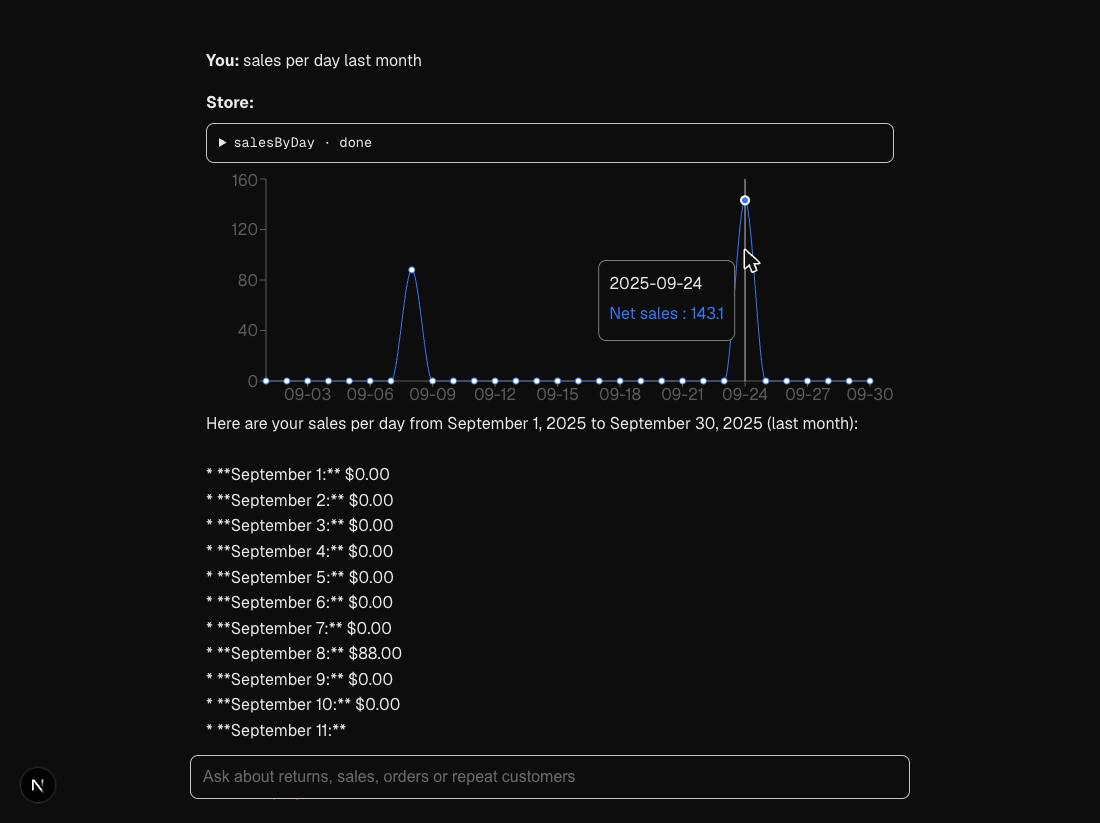 You: sales per day last month
Store:
▶ salesByDay · done
160
120
80
40
0
2025-09-24
Net sales : 143.1
09-03 09-06 09-09 09-12 09-15 09-18 09-21 09-24 09-27 09-30
Here are your sales per day from September 1, 2025 to September 30, 2025 (last month):
* **September 1:** $0.00
* **September 2:** $0.00
* **September 3:** $0.00
* **September 4:** $0.00
* **September 5:** $0.00
* **September 6:** $0.00
* **September 7:** $0.00
* **September 8:** $88.00
* **September 9:** $0.00
* **September 10:** $0.00
* **September 11:**
Ask about returns, sales, orders or repeat customers
N